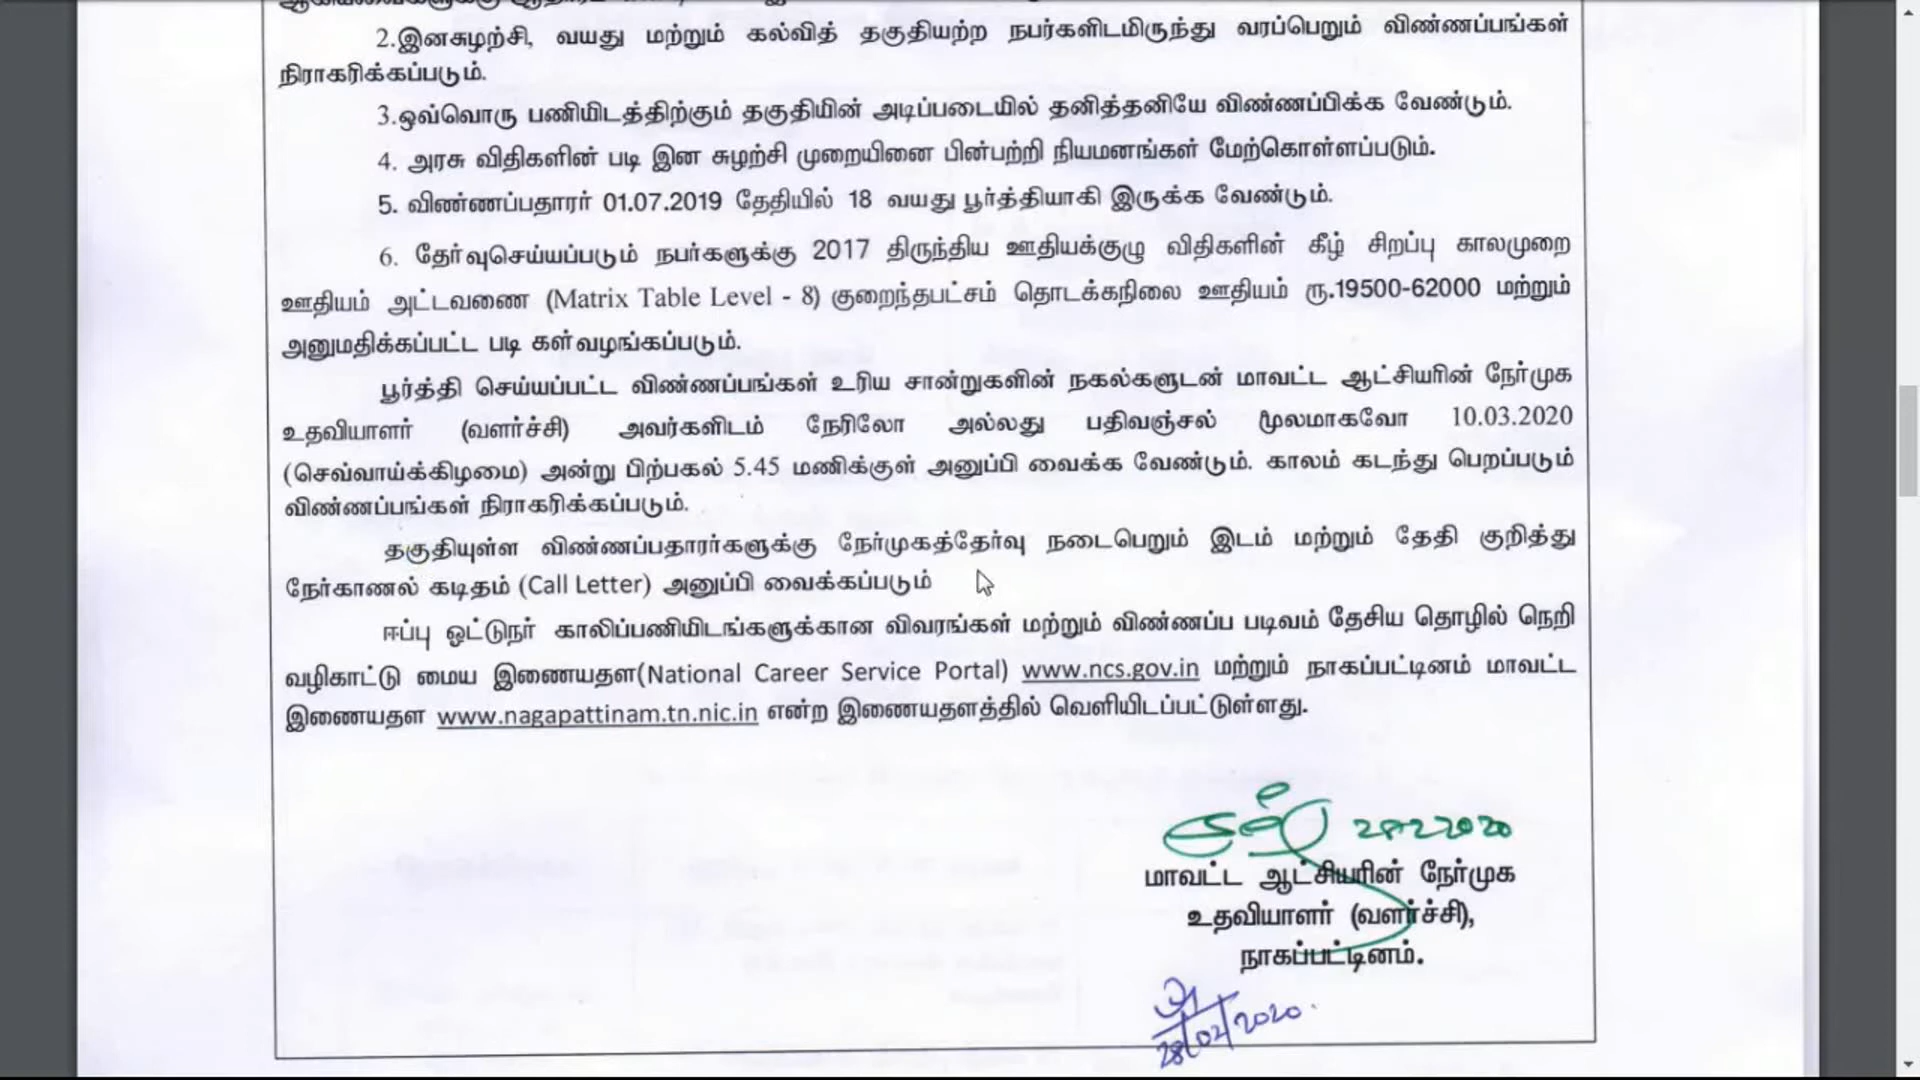 2.இனசுழற்சி, வயது மற்றும் கல்வித் தகுதியற்ற நபர்களிடமிருந்து வரப்பெறும் விண்ணப்பங்கள்
நிராகரிக்கப்படும்.
3.ஒவ்வொரு பணியிடத்திற்கும் தகுதியின் அடிப்படையில் தனித்தனியே விண்ணப்பிக்க வேண்டும்.
4. அரசு விதிகளின் படி இன சுழற்சி முறையினை பின்பற்றி நியமனங்கள் மேற்கொள்ளப்படும்.
5. விண்ணப்பதாரர் 01.07.2019 தேதியில் 18 வயது பூர்த்தியாகி இருக்க வேண்டும்.
6. தேர்வுசெய்யப்படும் நபர்களுக்கு 2017 திருந்திய ஊதியக்குழு விதிகளின் கீழ் சிறப்பு காலமுறை
ஊதியம் அட்டவணை (Matrix Table Level - 8) குறைந்தபட்சம் தொடக்கநிலை ஊதியம் ரூ.19500-62000 மற்றும்
அனுமதிக்கப்பட்ட படி கள்வழங்கப்படும்.
பூர்த்தி செய்யப்பட்ட விண்ணப்பங்கள் உரிய சான்றுகளின் நகல்களுடன் மாவட்ட ஆட்சியரின் நேர்முக
உதவியாளர் (வளர்ச்சி) அவர்களிடம் நேரிலோ அல்லது பதிவஞ்சல் மூலமாகவோ 10.03.2020
(செவ்வாய்க்கிழமை) அன்று பிற்பகல் 5.45 மணிக்குள் அனுப்பி வைக்க வேண்டும். காலம் கடந்து பெறப்படும்
விண்ணப்பங்கள் நிராகரிக்கப்படும்.
தகுதியுள்ள விண்ணப்பதாரர்களுக்கு நேர்முகத்தேர்வு நடைபெறும் இடம் மற்றும் தேதி குறித்து
நேர்காணல் கடிதம் (Call Letter) அனுப்பி வைக்கப்படும்
ஈப்பு ஓட்டுநர் காலிப்பணியிடங்களுக்கான விவரங்கள் மற்றும் விண்ணப்ப படிவம் தேசிய தொழில் நெறி
வழிகாட்டு மைய இணையதள(National Career Service Portal) www.ncs.gov.in மற்றும் நாகப்பட்டினம் மாவட்ட
இணையதள www.nagapattinam.tn.nic.in என்ற இணையதளத்தில் வெளியிடப்பட்டுள்ளது.
மாவட்ட ஆட்சியரின் நேர்முக
உதவியாளர் (வளர்ச்சி),
நாகப்பட்டினம்.
28/02/2020.